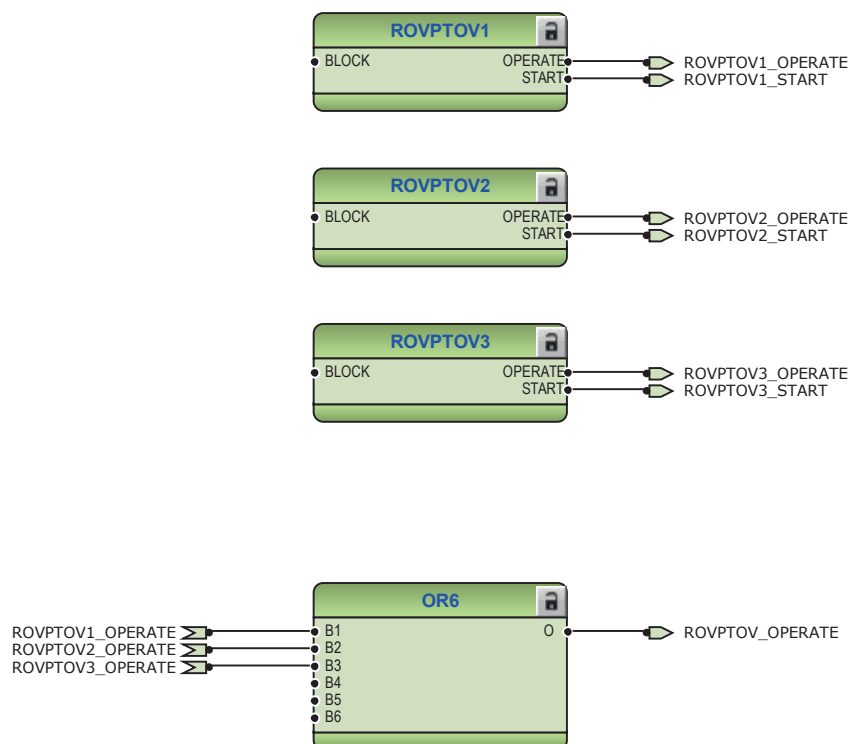 ROVPTOV1
BLOCK OPERATE ROVPTOV1_OPERATE
START ROVPTOV1_START
ROVPTOV2
BLOCK OPERATE ROVPTOV2_OPERATE
START ROVPTOV2_START
ROVPTOV3
BLOCK OPERATE ROVPTOV3_OPERATE
START ROVPTOV3_START
OR6
ROVPTOV1_OPERATE B1 O ROVPTOV_OPERATE
ROVPTOV2_OPERATE B2
ROVPTOV3_OPERATE B3
B4
B5
B6